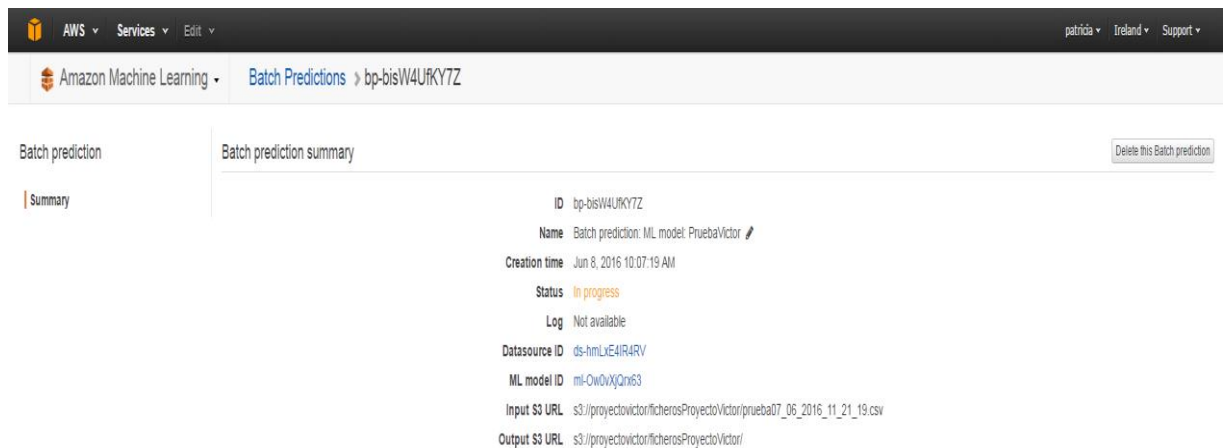 AWS Services Edit patricia Ireland Support
Amazon Machine Learning Batch Predictions bp-bisW4UfKY7Z
Batch prediction Batch prediction summary Delete this Batch prediction
Summary
ID bp-bisW4UfKY7Z
Name Batch prediction: ML model: PruebaVictor
Creation time Jun 8, 2016 10:07:19 AM
Status In progress
Log Not available
Datasource ID ds-hmLxE4IR4RV
ML model ID ml-Ow0vXjQrx63
Input S3 URL s3://proyectovictor/ficherosProyectoVictor/prueba07_06_2016_11_21_19.csv
Output S3 URL s3://proyectovictor/ficherosProyectoVictor/